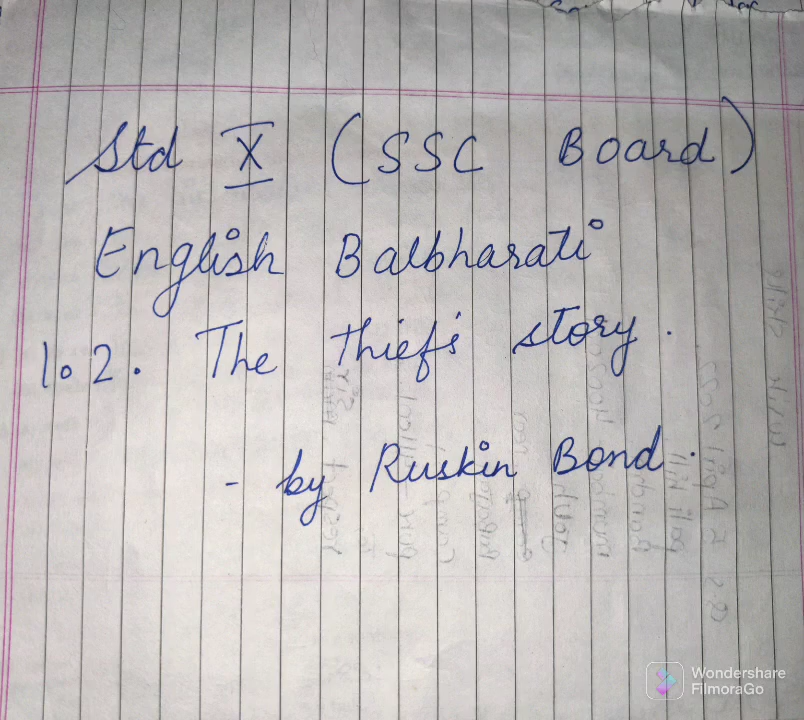 Std X (SSC Board)
English Balbharati
1.2. The thief's story.
- by Ruskin Bond.
Wondershare
FilmoraGo